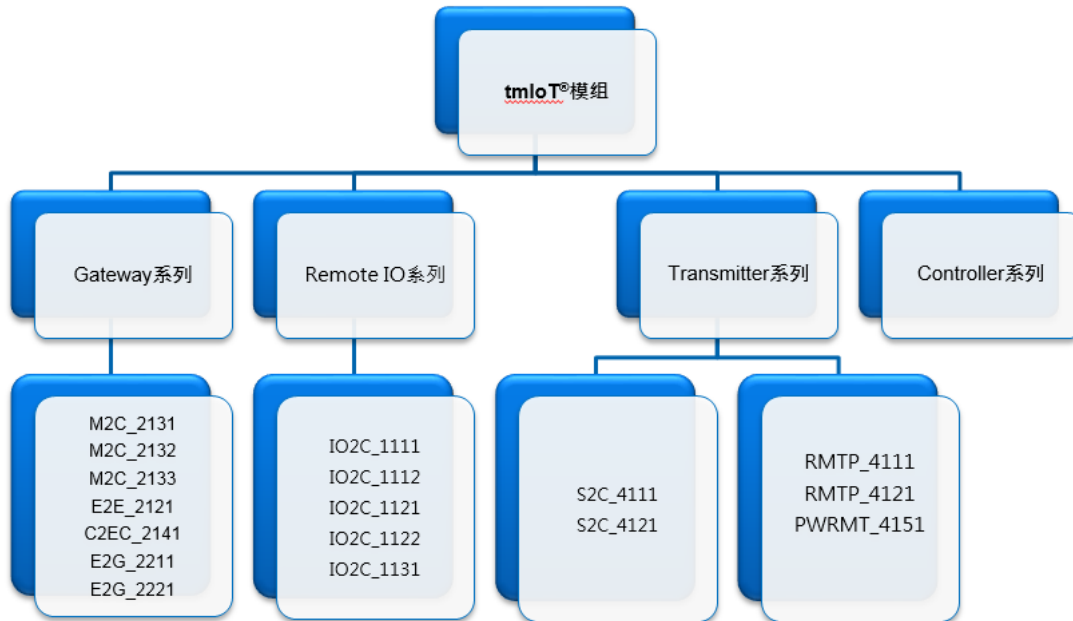 tmIoT®模组
Gateway系列
Remote IO系列
Transmitter系列
Controller系列
M2C_2131
M2C_2132
M2C_2133
E2E_2121
C2EC_2141
E2G_2211
E2G_2221
IO2C_1111
IO2C_1112
IO2C_1121
IO2C_1122
IO2C_1131
S2C_4111
S2C_4121
RMTP_4111
RMTP_4121
PWRMT_4151